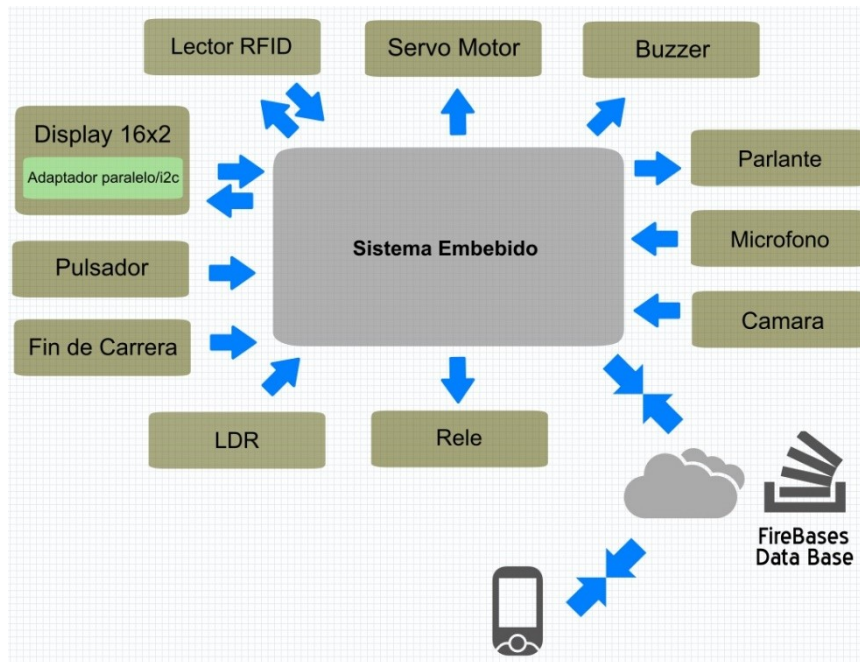 Lector RFID
Servo Motor
Buzzer
Display 16x2
Adaptador paralelo/i2c
Parlante
Sistema Embebido
Microfono
Pulsador
Camara
Fin de Carrera
LDR
Rele
FireBases
Data Base